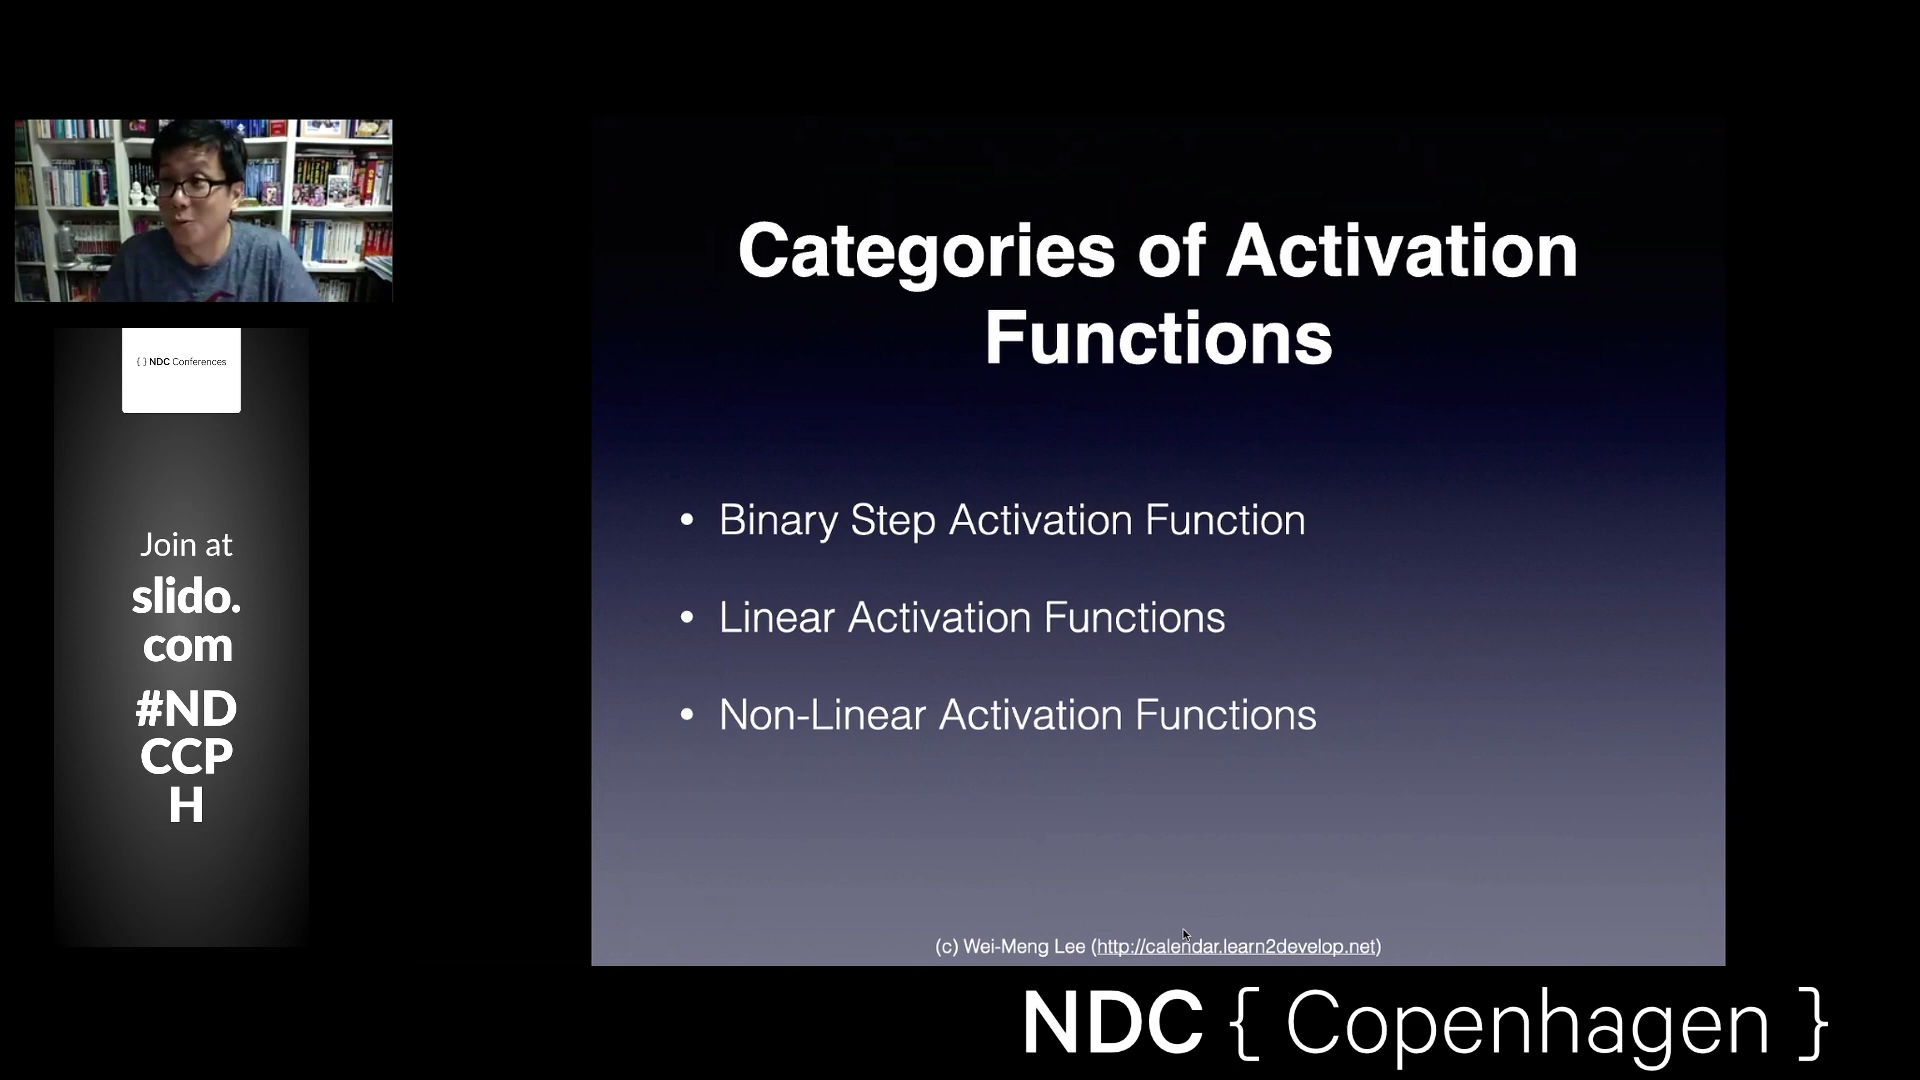 { } NDC Conferences
Join at
slido.
com
#ND
CCP
H
Categories of Activation
Functions
• Binary Step Activation Function
• Linear Activation Functions
• Non-Linear Activation Functions
(c) Wei-Meng Lee (http://calendar.learn2develop.net)
NDC { Copenhagen }